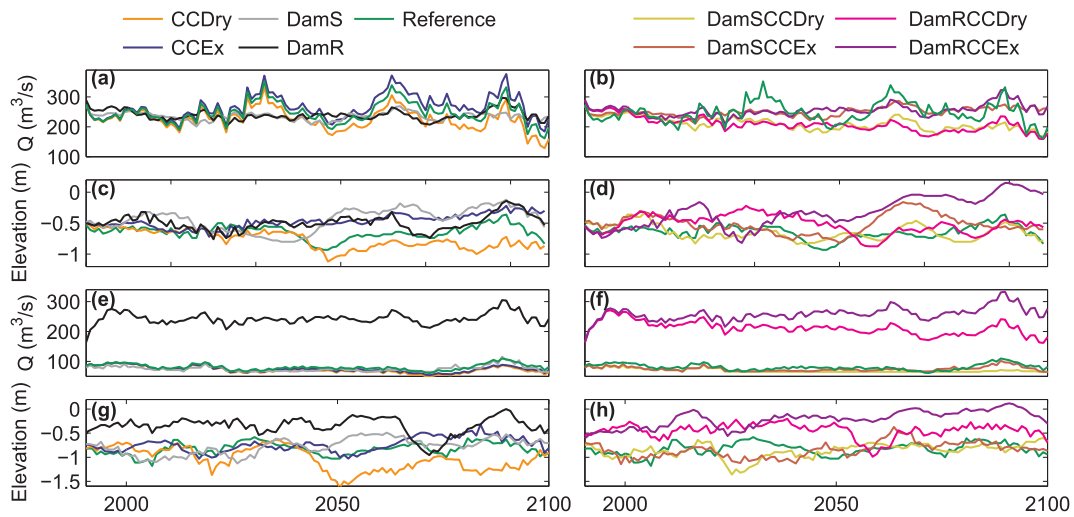 CCDry DamS Reference
CCEx DamR
DamSCCDry DamRCCDry
DamSCCEx DamRCCEx
(a)
Q (m³/s)
300
200
100
(b)
(c)
Elevation (m)
0
−0.5
−1
(d)
(e)
Q (m³/s)
300
200
100
(f)
(g)
Elevation (m)
0
−0.5
−1
−1.5
(h)
2000 2050 2100
2000 2050 2100